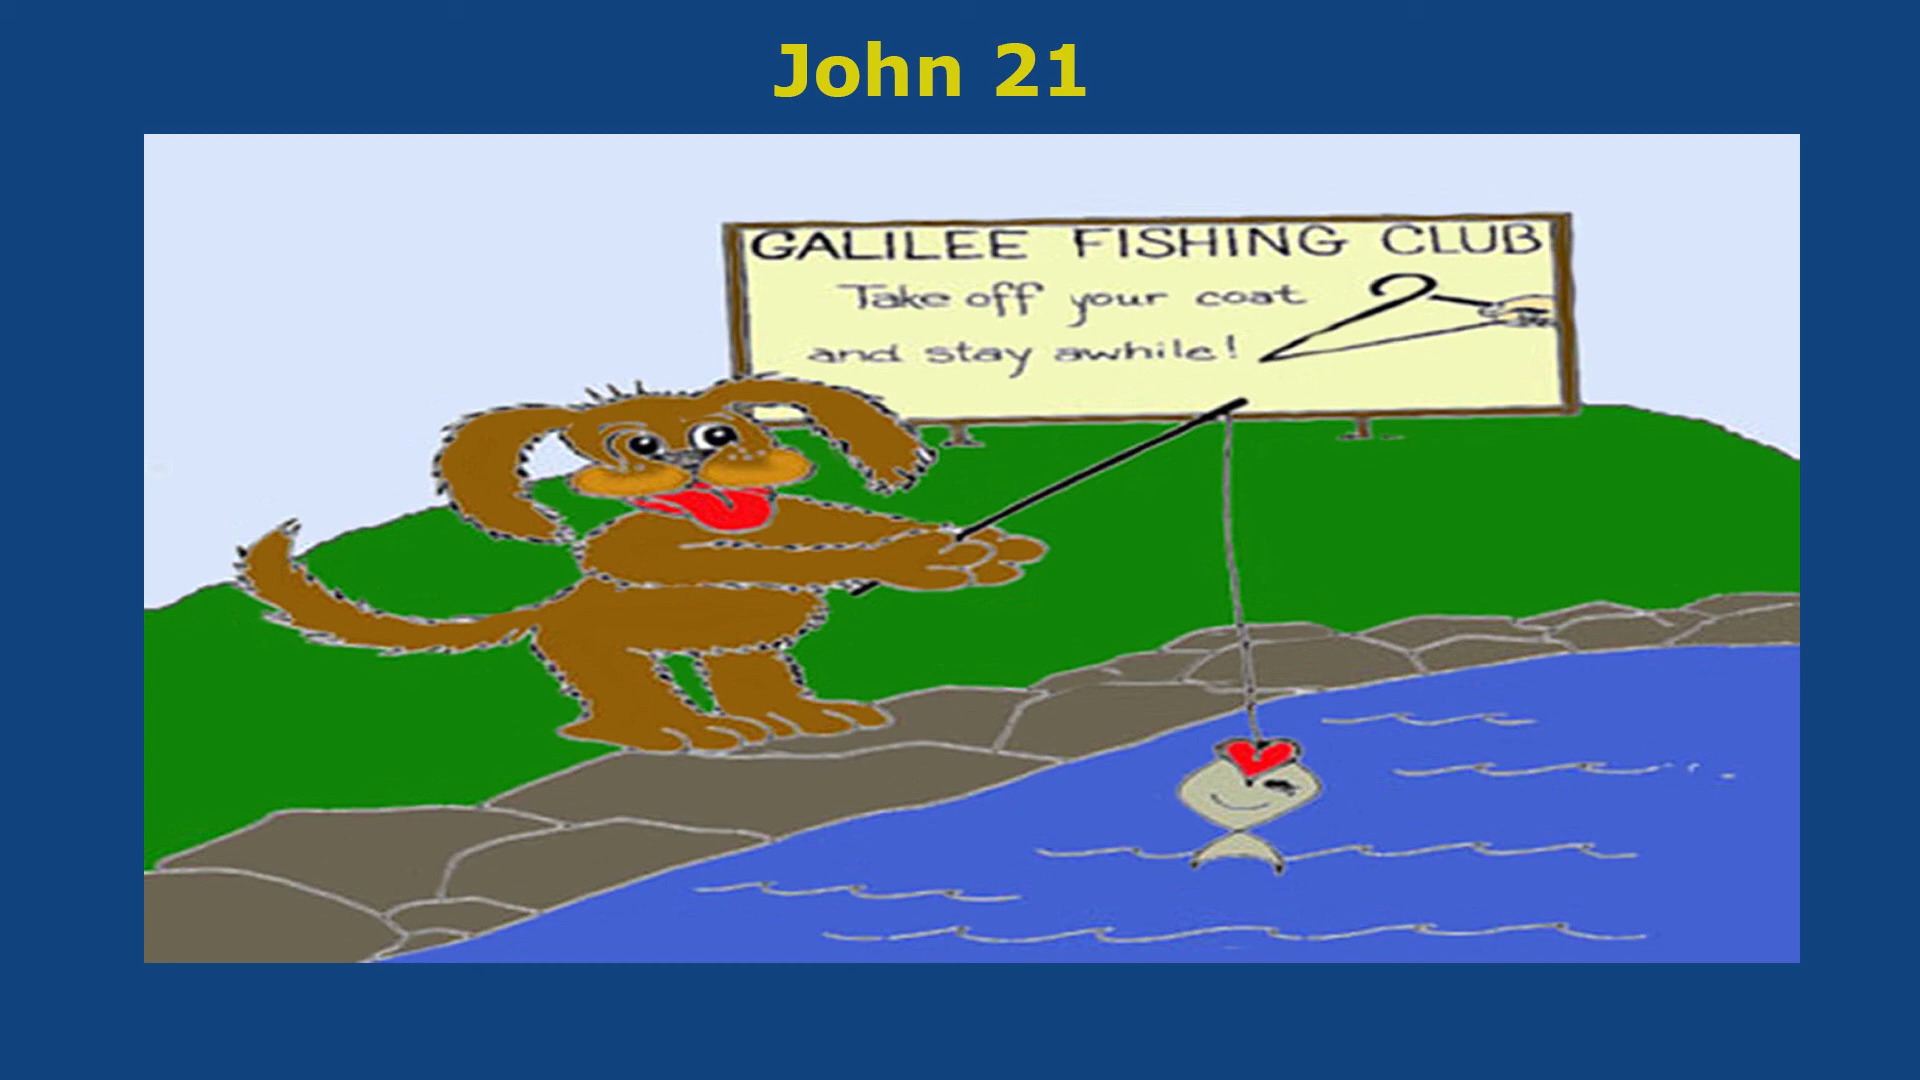 John 21
GALILEE FISHING CLUB
Take off your coat
and stay awhile!